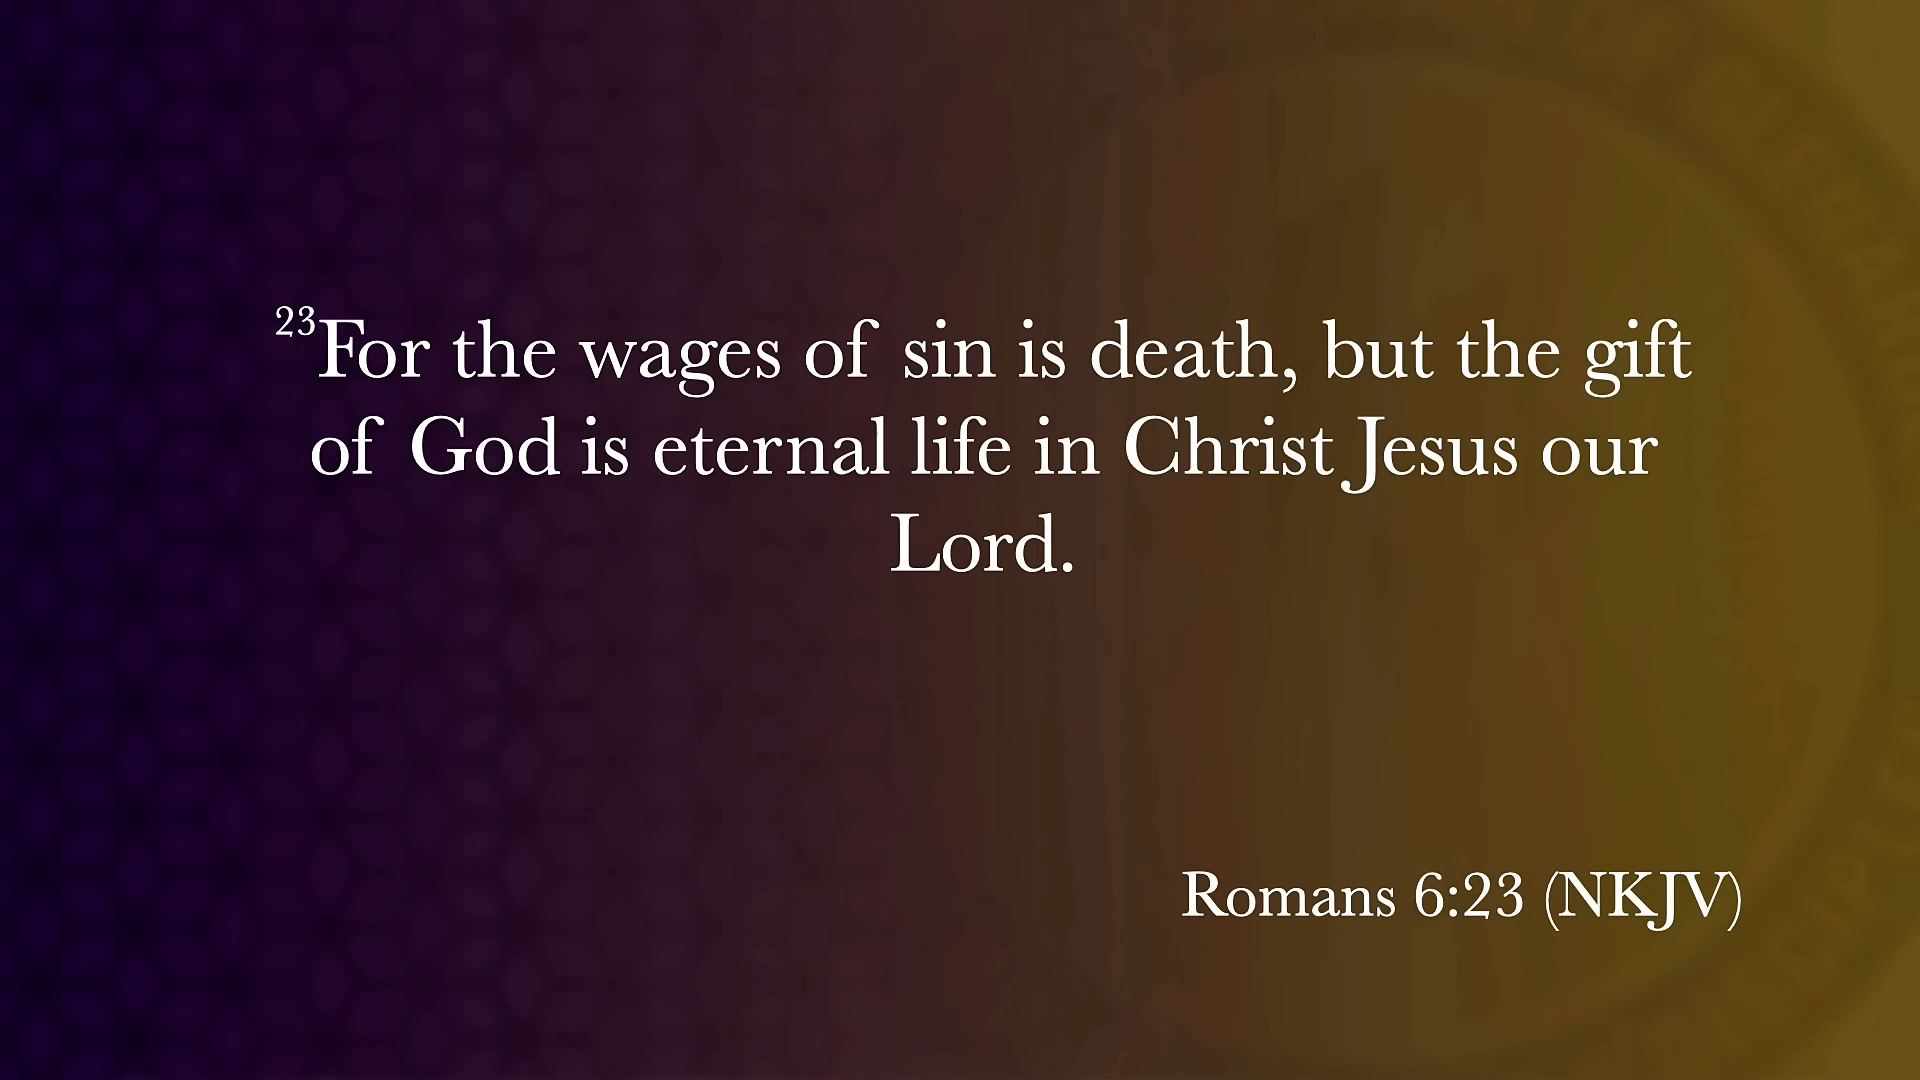 23For the wages of sin is death, but the gift
of God is eternal life in Christ Jesus our
Lord.
Romans 6:23 (NKJV)